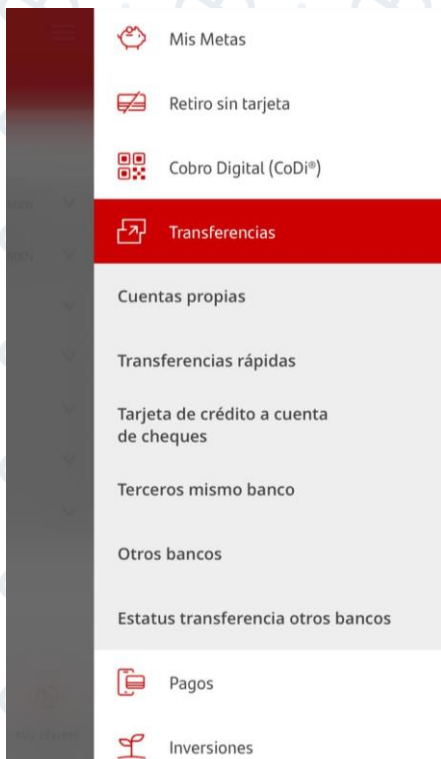 Mis Metas
Retiro sin tarjeta
Cobro Digital (CoDi®)
Transferencias
Cuentas propias
Transferencias rápidas
Tarjeta de crédito a cuenta
de cheques
Terceros mismo banco
Otros bancos
Estatus transferencia otros bancos
Pagos
Inversiones